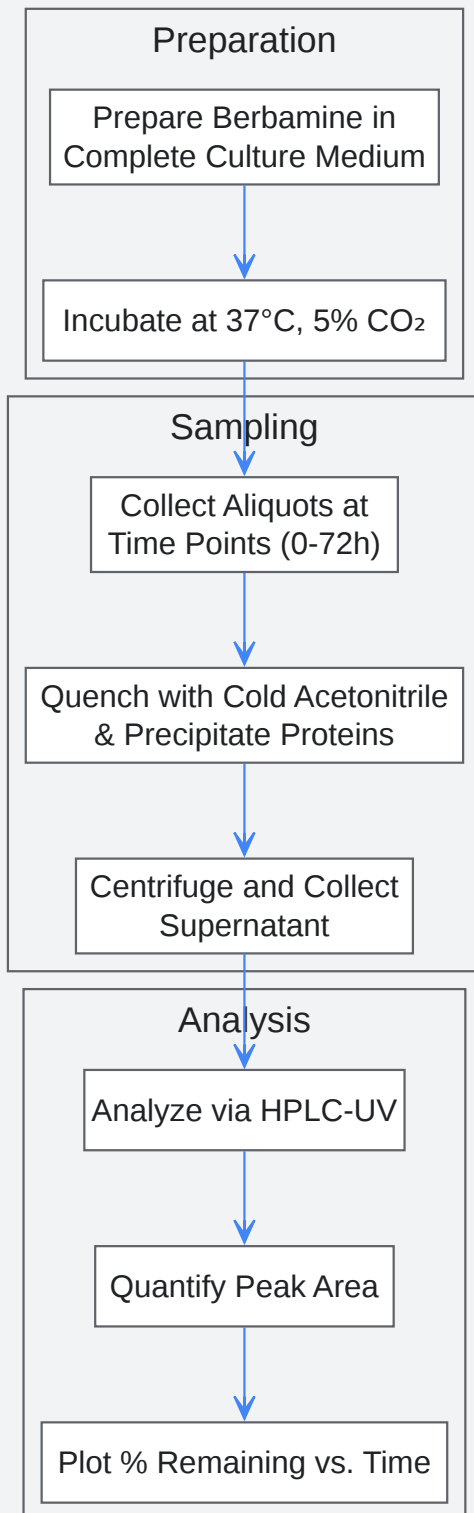 Preparation
Prepare Berbamine in
Complete Culture Medium
Incubate at 37°C, 5% CO₂
Sampling
Collect Aliquots at
Time Points (0-72h)
Quench with Cold Acetonitrile
& Precipitate Proteins
Centrifuge and Collect
Supernatant
Analysis
Analyze via HPLC-UV
Quantify Peak Area
Plot % Remaining vs. Time